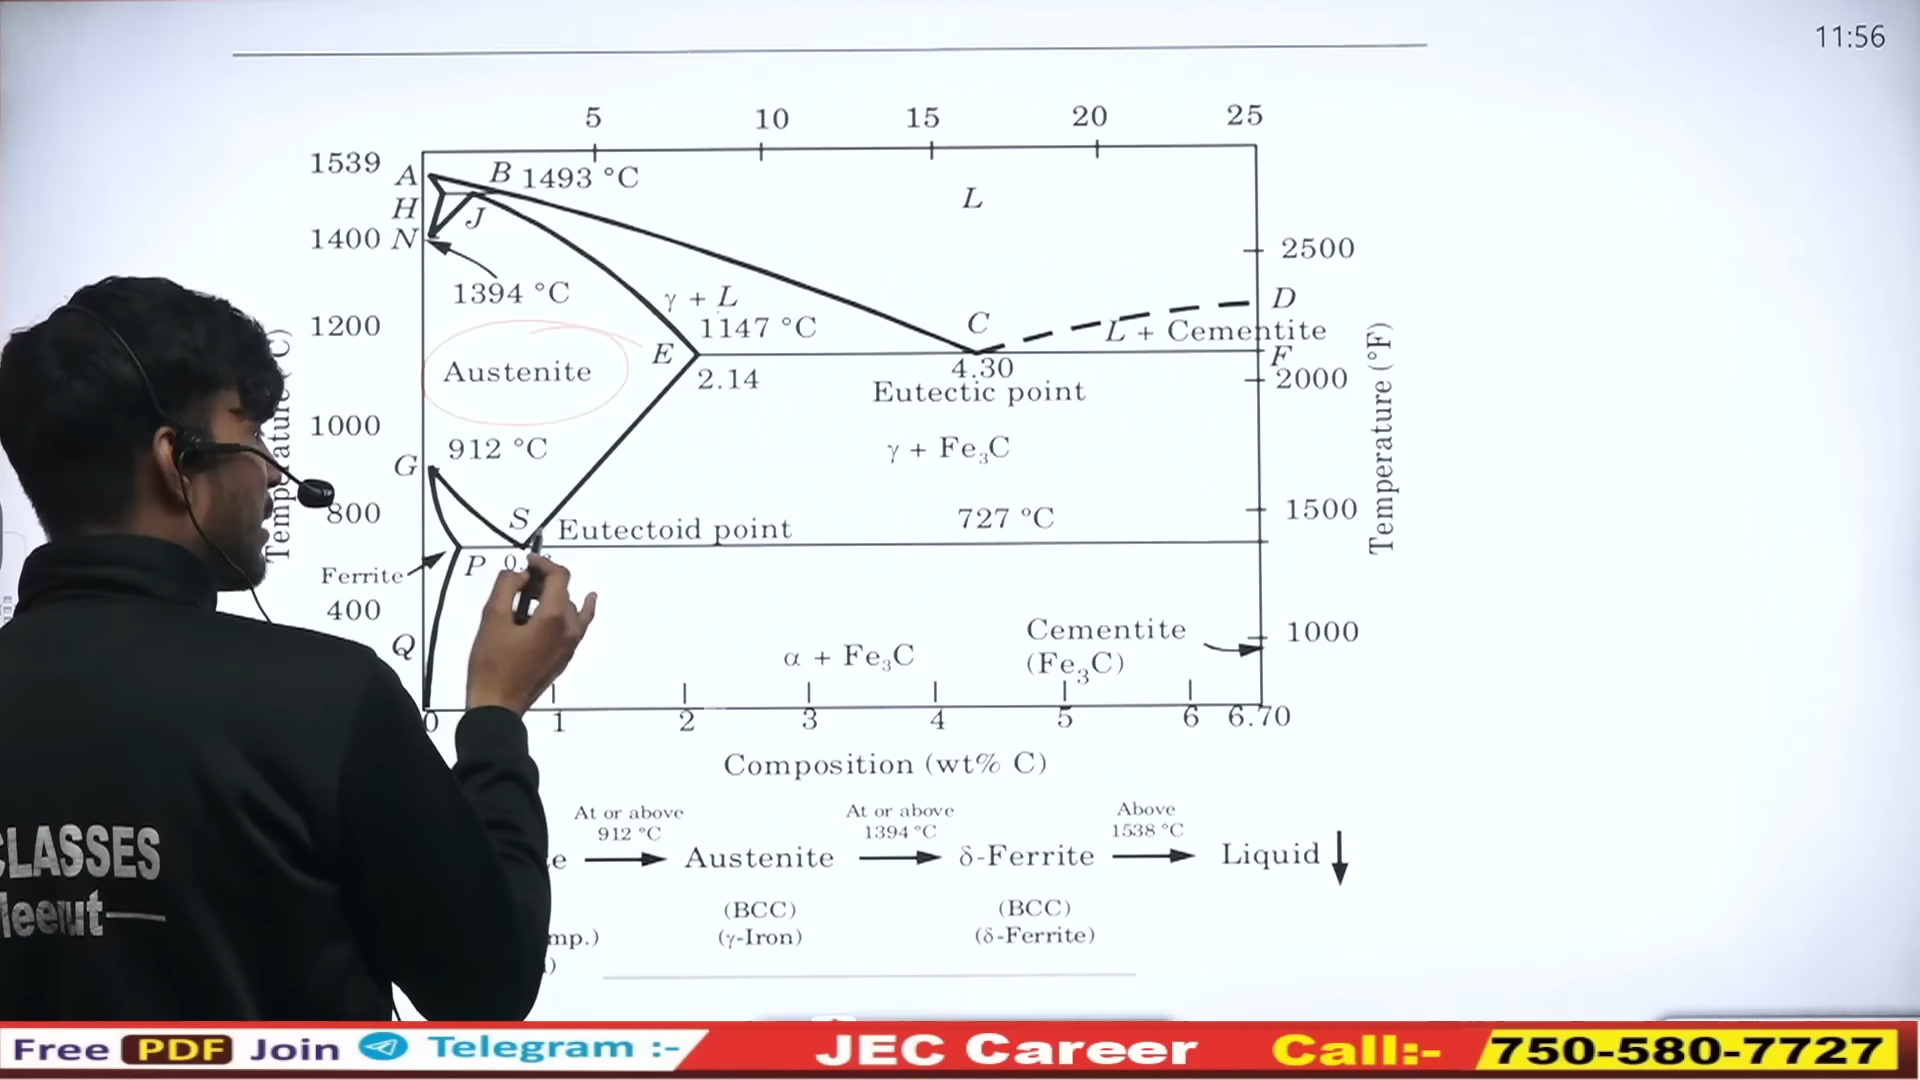 11:56
5 10 15 20 25
1539 A B 1493 °C L
H J
1400 N 2500
1394 °C
γ + L D
1200 1147 °C C L + Cementite
E F
Austenite 2.14 4.30 2000
Eutectic point
1000
912 °C γ + Fe₃C
G
800 S Eutectoid point 727 °C 1500
P
Ferrite
400 Cementite 1000
Q α + Fe₃C (Fe₃C)
0 1 2 3 4 5 6 6.70
Temperature (°F)
Composition (wt% C)
At or above At or above Above
912 °C 1394 °C 1538 °C
Austenite δ-Ferrite Liquid
(BCC) (BCC)
(γ-Iron) (δ-Ferrite)
CLASSES
Free PDF Join Telegram :- JEC Career Call:- 750-580-7727